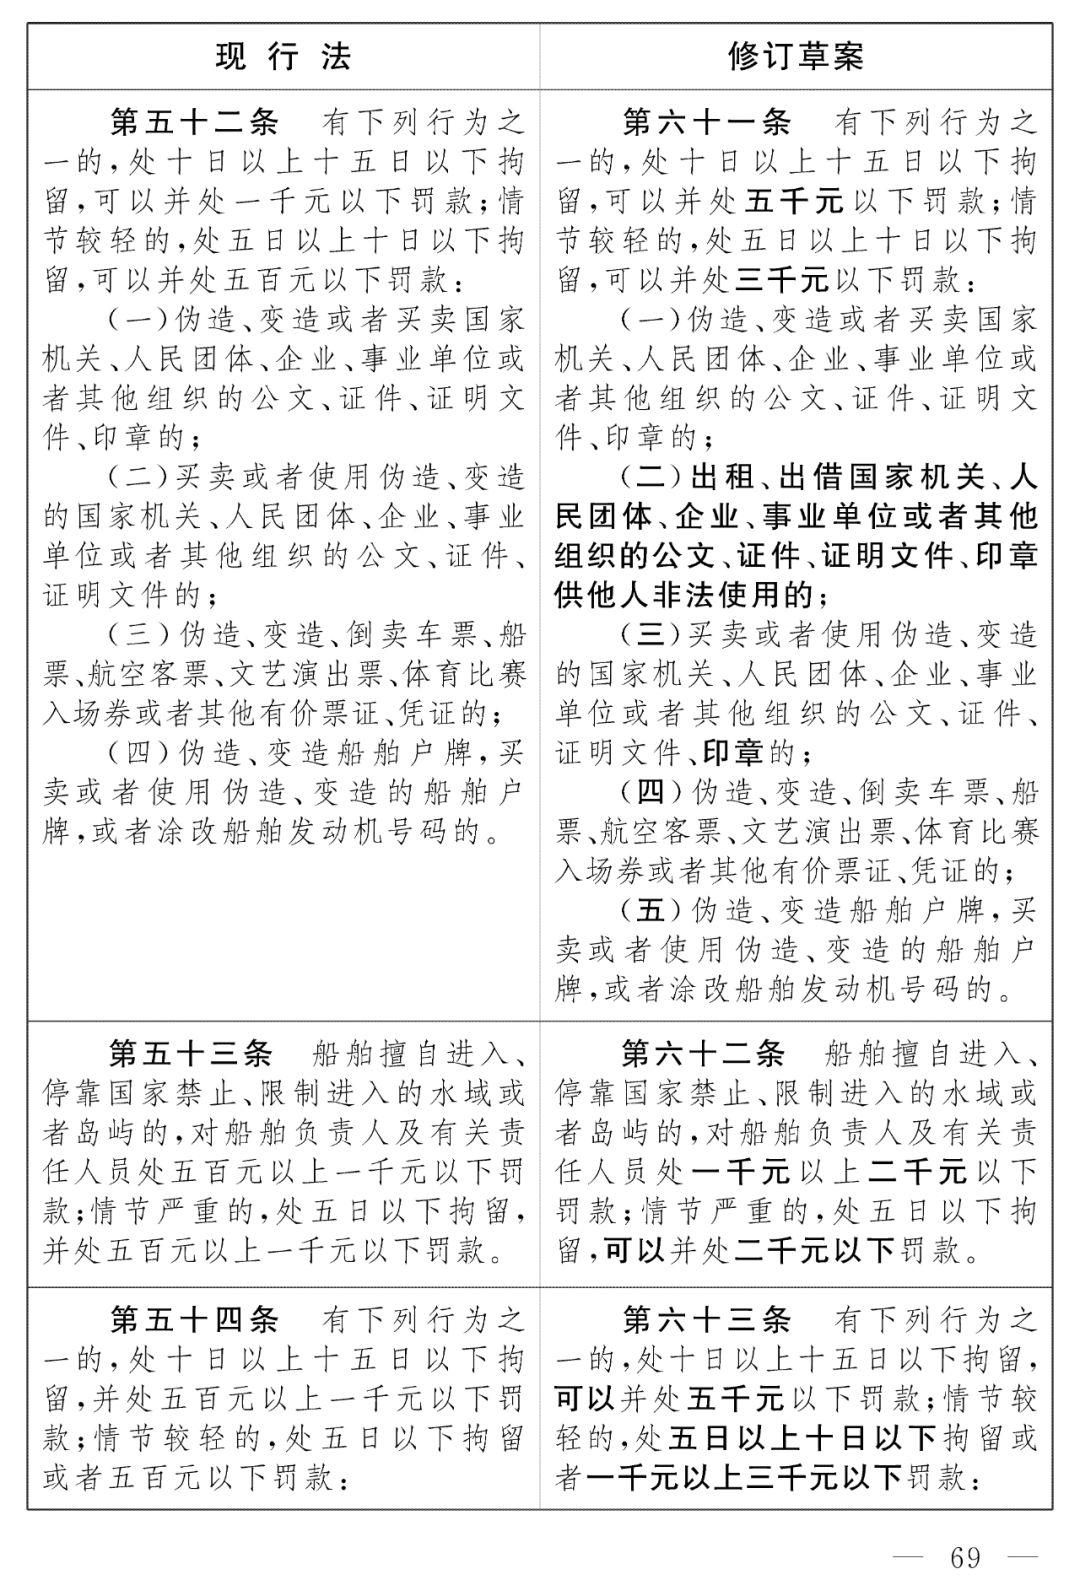 现行法
修订草案
第五十二条　有下列行为之
一的,处十日以上十五日以下拘
留,可以并处一千元以下罚款;情
节较轻的,处五日以上十日以下拘
留,可以并处五百元以下罚款:
(一)伪造、变造或者买卖国家
机关、人民团体、企业、事业单位或
者其他组织的公文、证件、证明文
件、印章的;
(二)买卖或者使用伪造、变造
的国家机关、人民团体、企业、事业
单位或者其他组织的公文、证件、
证明文件的;
(三)伪造、变造、倒卖车票、船
票、航空客票、文艺演出票、体育比赛
入场券或者其他有价票证、凭证的;
(四)伪造、变造船舶户牌,买
卖或者使用伪造、变造的船舶户
牌,或者涂改船舶发动机号码的。
第六十一条　有下列行为之
一的,处十日以上十五日以下拘
留,可以并处五千元以下罚款;情
节较轻的,处五日以上十日以下拘
留,可以并处三千元以下罚款:
(一)伪造、变造或者买卖国家
机关、人民团体、企业、事业单位或
者其他组织的公文、证件、证明文
件、印章的;
(二)出租、出借国家机关、人
民团体、企业、事业单位或者其他
组织的公文、证件、证明文件、印章
供他人非法使用的;
(三)买卖或者使用伪造、变造
的国家机关、人民团体、企业、事业
单位或者其他组织的公文、证件、
证明文件、印章的;
(四)伪造、变造、倒卖车票、船
票、航空客票、文艺演出票、体育比赛
入场券或者其他有价票证、凭证的;
(五)伪造、变造船舶户牌,买
卖或者使用伪造、变造的船舶户
牌,或者涂改船舶发动机号码的。
第五十三条　船舶擅自进入、
停靠国家禁止、限制进入的水域或
者岛屿的,对船舶负责人及有关责
任人员处五百元以上一千元以下罚
款;情节严重的,处五日以下拘留,
并处五百元以上一千元以下罚款。
第六十二条　船舶擅自进入、
停靠国家禁止、限制进入的水域或
者岛屿的,对船舶负责人及有关责
任人员处一千元以上二千元以下
罚款;情节严重的,处五日以下拘
留,可以并处二千元以下罚款。
第五十四条　有下列行为之
一的,处十日以上十五日以下拘
留,并处五百元以上一千元以下罚
款;情节较轻的,处五日以下拘留
或者五百元以下罚款:
第六十三条　有下列行为之
一的,处十日以上十五日以下拘留,
可以并处五千元以下罚款;情节较
轻的,处五日以上十日以下拘留或
者一千元以上三千元以下罚款:
— 69 —